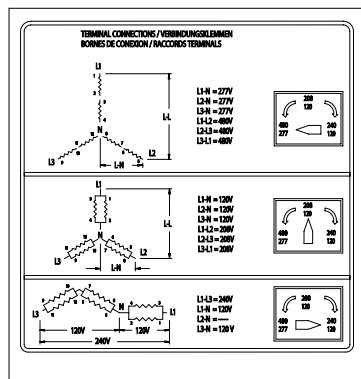 TERMINAL CONNECTIONS / VERBINDUNGSKLEMMEN
BORNES DE CONEXION / RACCORDS TERMINALS
L1
L-L
N
L3
L2
L-N
L1-N = 277V
L2-N = 277V
L3-N = 277V
L1-L2 = 480V
L2-L3 = 480V
L3-L1 = 480V
208
120
480
277
240
120
L1
L-L
N
L3
L2
L-N
L1-N = 120V
L2-N = 120V
L3-N = 120V
L1-L2 = 208V
L2-L3 = 208V
L3-L1 = 208V
208
120
480
277
240
120
L3
N
L1
120V
120V
240V
L1-L3 = 240V
L1-N = 120V
L2-N = ----
L3-N = 120 V
208
120
480
277
240
120